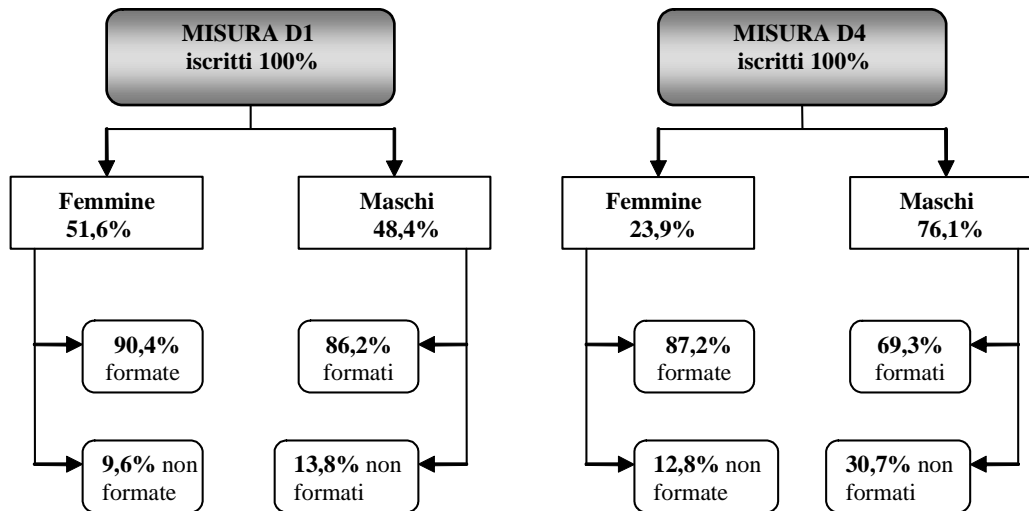 MISURA D1
iscritti 100%
MISURA D4
iscritti 100%
Femmine
51,6%
Maschi
48,4%
Femmine
23,9%
Maschi
76,1%
90,4%
formate
86,2%
formati
87,2%
formate
69,3%
formati
9,6% non
formate
13,8% non
formati
12,8% non
formate
30,7% non
formati